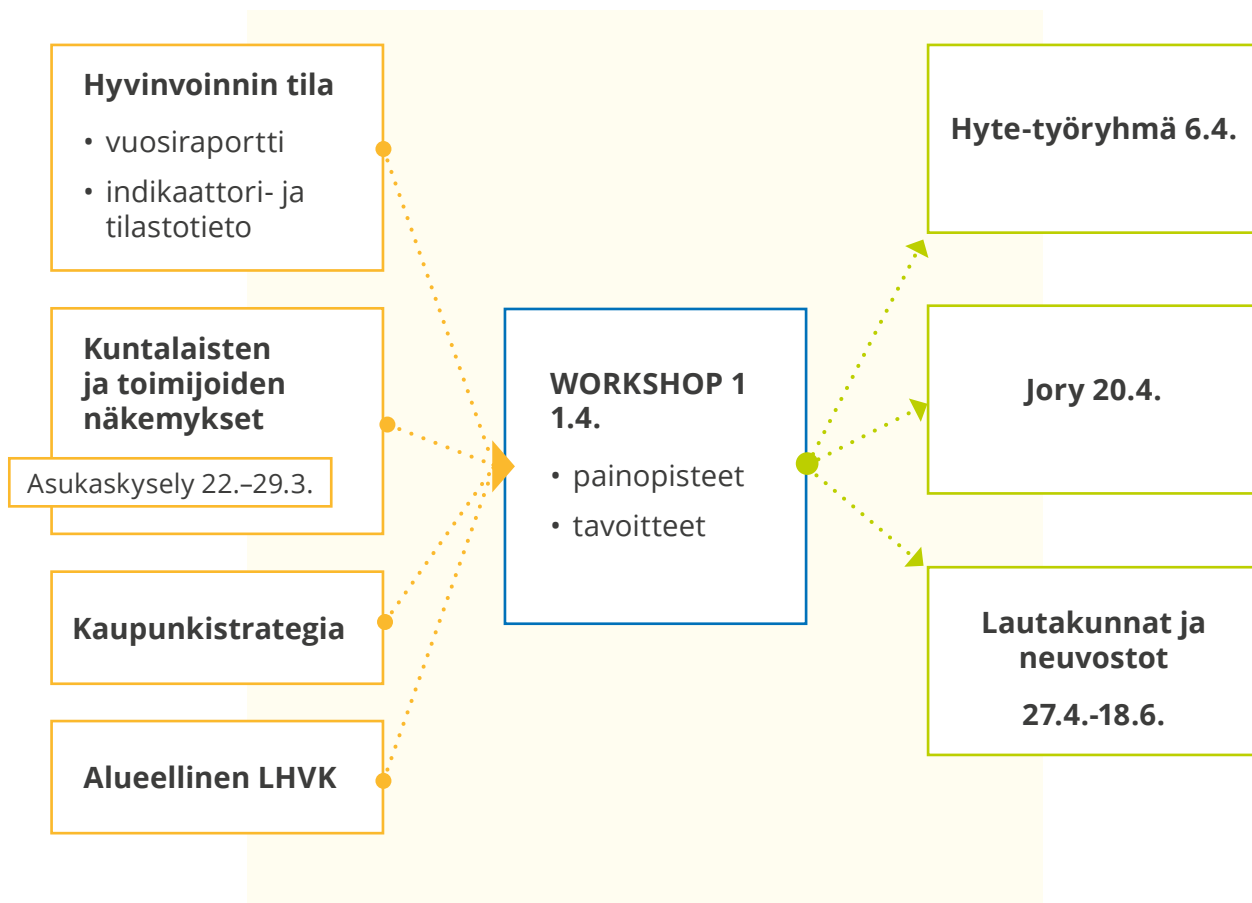 Hyvinvoinnin tila
• vuosiraportti
• indikaattori- ja
tilastotieto
Kuntalaisten
ja toimijoiden
näkemykset
Asukaskysely 22.–29.3.
Kaupunkistrategia
Alueellinen LHVK
WORKSHOP 1
1.4.
• painopisteet
• tavoitteet
Hyte-työryhmä 6.4.
Jory 20.4.
Lautakunnat ja
neuvostot
27.4.-18.6.